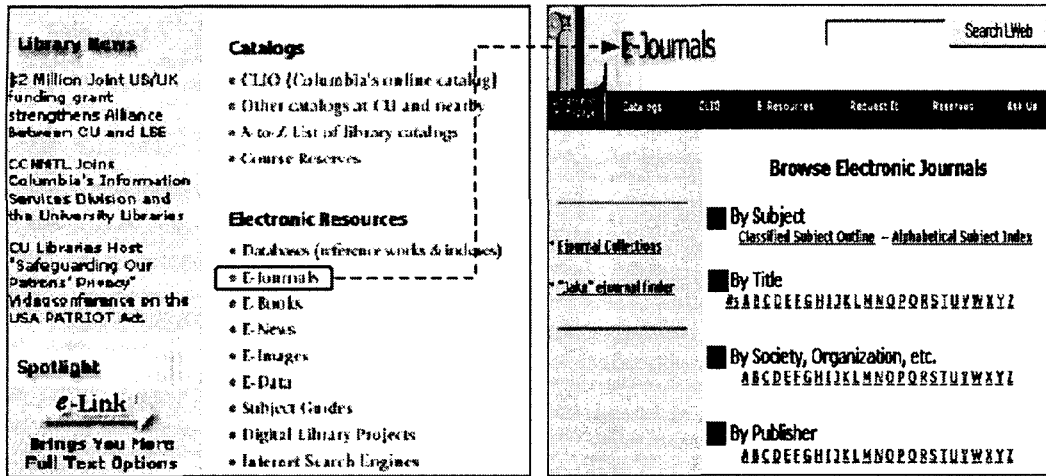 Library News
$2 Million Joint US/UK
funding grant
strengthens Alliance
Between CU and LSE
CCNMTL Joins
Columbia's Information
Services Division and
the University Libraries
CU Libraries Host
"Safeguarding Our
Patrons' Privacy"
Videoconference on the
USA PATRIOT Act.
Spotlight
e-Link
Brings You More
Full Text Options
Catalogs
• CLIO (Columbia's online catalog)
• Other catalogs at CU and nearby
• A-to-Z List of library catalogs
• Course Reserves
Electronic Resources
• Databases (reference works & indexes)
• E-Journals
• E-Books
• E-News
• E-Images
• E-Data
• Subject Guides
• Digital Library Projects
• Internet Search Engines
E-Journals
Search LWeb
Catalogs CLIO E-Resources Request It Reserves Ask Us
Ejournal Collections
"Jake" ejournal finder
Browse Electronic Journals
By Subject
Classified Subject Outline -- Alphabetical Subject Index
By Title
#s A B C D E F G H I J K L M N O P Q R S T U V W X Y Z
By Society, Organization, etc.
A B C D E F G H I J K L M N O P Q R S T U V W X Y Z
By Publisher
A B C D E F G H I J K L M N O P Q R S T U V W X Y Z